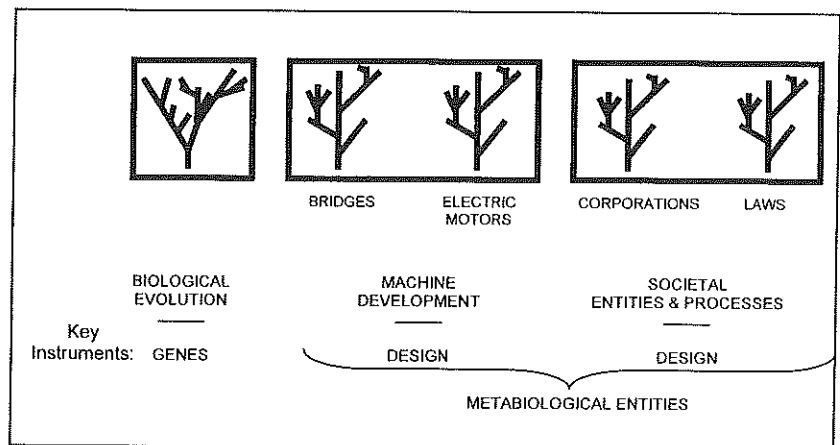 BRIDGES
ELECTRIC
MOTORS
CORPORATIONS
LAWS
BIOLOGICAL
EVOLUTION
MACHINE
DEVELOPMENT
SOCIETAL
ENTITIES & PROCESSES
Key
Instruments:
GENES
DESIGN
DESIGN
METABIOLOGICAL ENTITIES